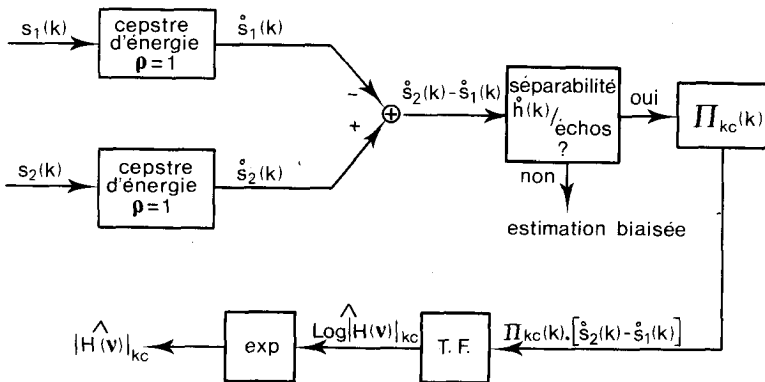 s₁(k)
cepstre
d'énergie
ρ=1
s̊₁(k)
−
+
⊕
s₂(k)
cepstre
d'énergie
ρ=1
s̊₂(k)
s̊₂(k)-s̊₁(k)
séparabilité
h̊(k)/échos
?
oui
non
estimation biaisée
Π_kc(k)
Π_kc(k).[s̊₂(k)-s̊₁(k)]
T.F.
Log|Ĥ(ν)|_kc
exp
|Ĥ(ν)|_kc